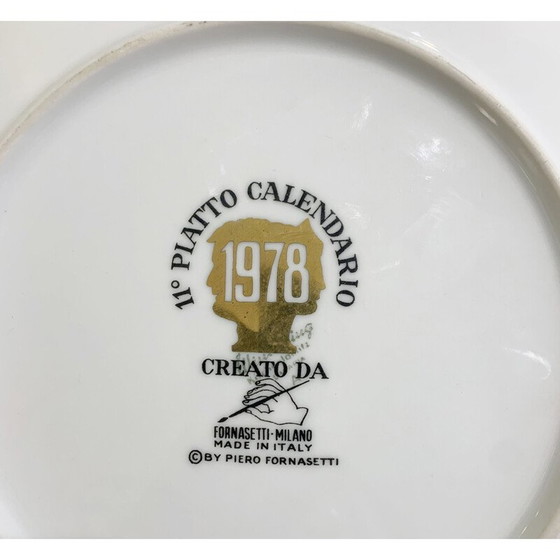 11° PIATTO CALENDARIO
1978
CREATO DA
FORNASETTI-MILANO
MADE IN ITALY
© BY PIERO FORNASETTI